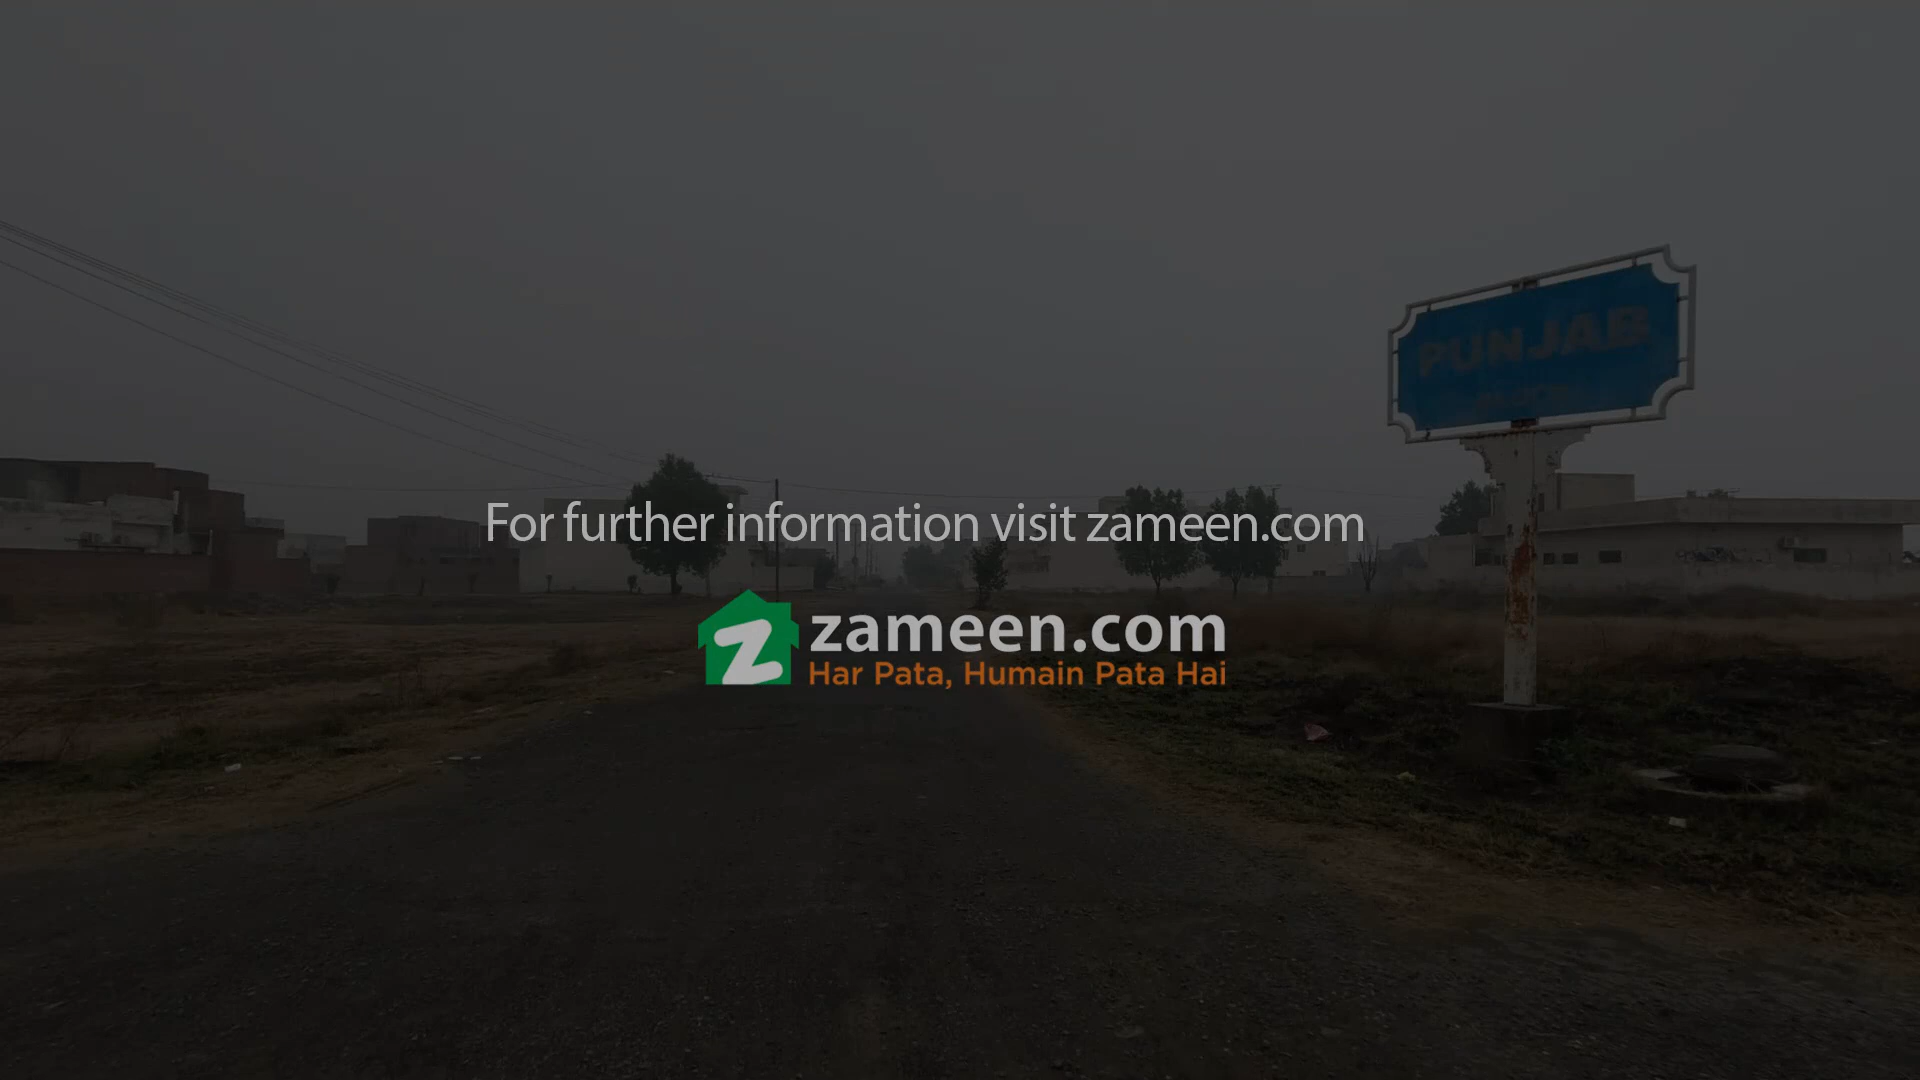 PUNJAB
For further information visit zameen.com
zameen.com
Har Pata, Humain Pata Hai